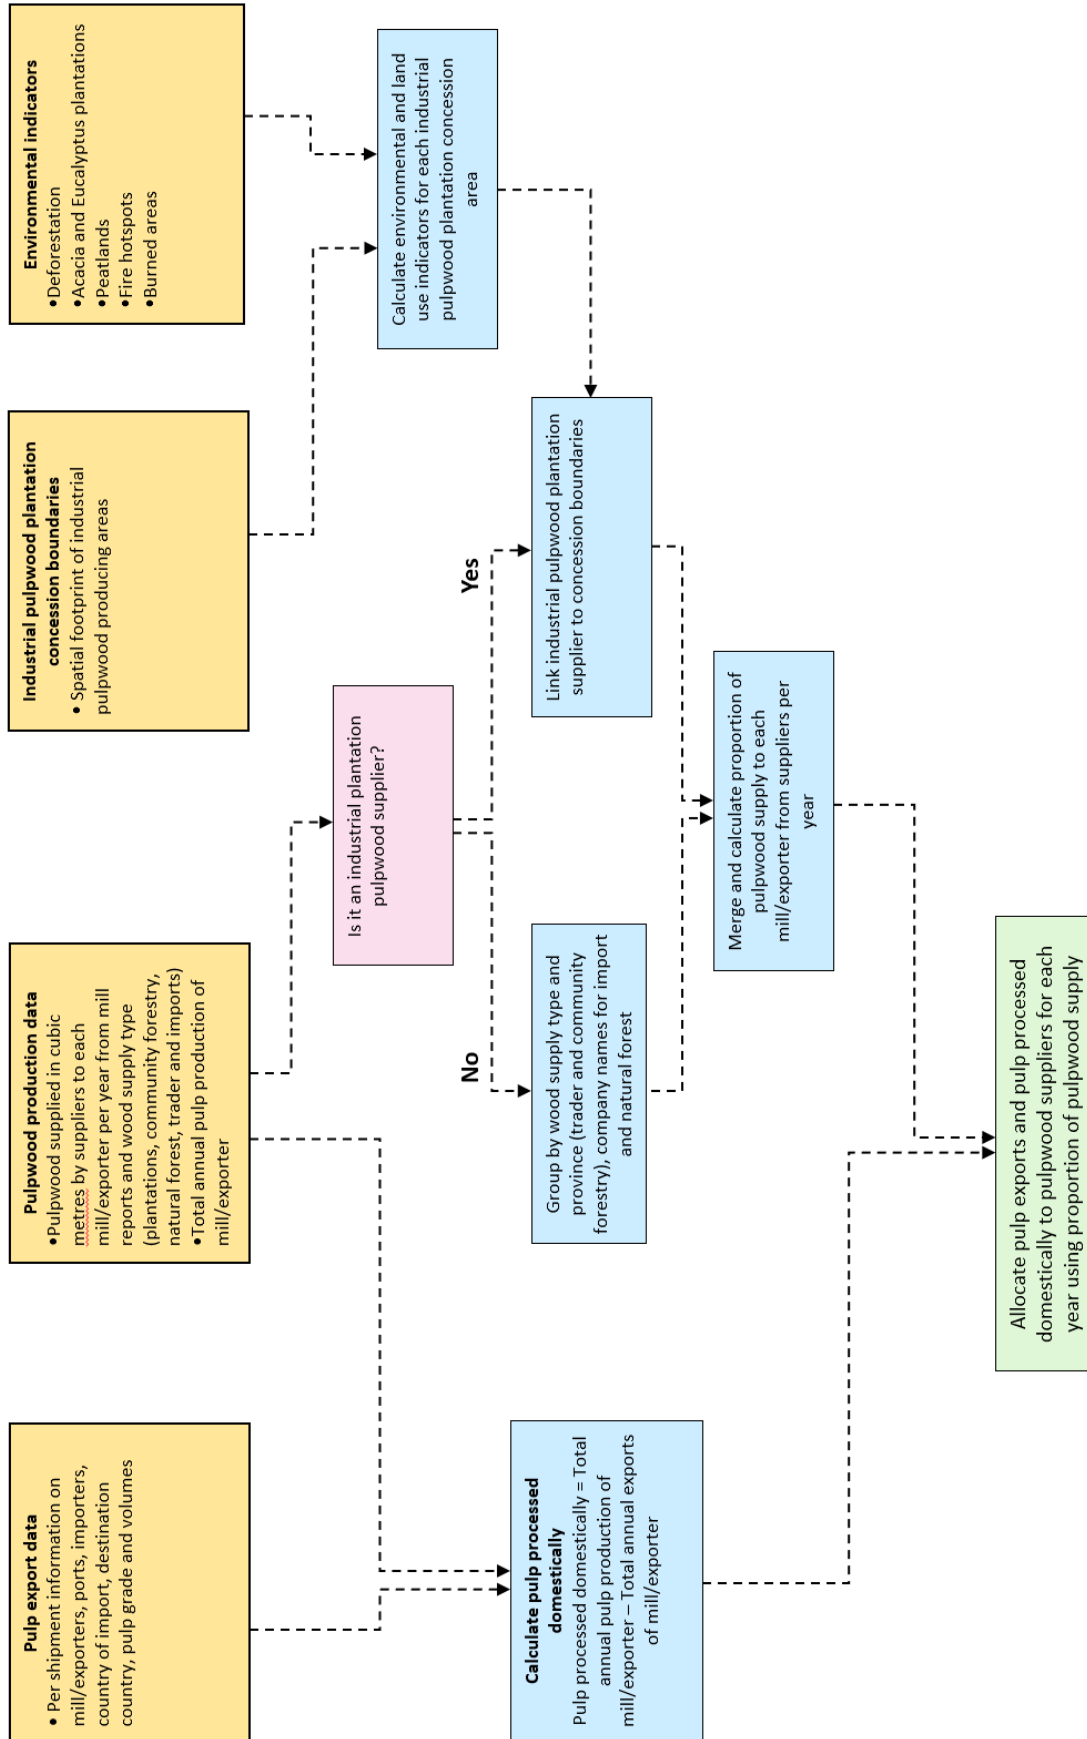 Pulp export data
• Per shipment information on
mill/exporters, ports, importers,
country of import, destination
country, pulp grade and volumes
Pulpwood production data
•Pulpwood supplied in cubic
metres by suppliers to each
mill/exporter per year from mill
reports and wood supply type
(plantations, community forestry,
natural forest, trader and imports)
•Total annual pulp production of
mill/exporter
Industrial pulpwood plantation
concession boundaries
• Spatial footprint of industrial
pulpwood producing areas
Environmental indicators
•Deforestation
•Acacia and Eucalyptus plantations
•Peatlands
•Fire hotspots
•Burned areas
Is it an industrial plantation
pulpwood supplier?
Calculate environmental and land
use indicators for each industrial
pulpwood plantation concession
area
No
Yes
Calculate pulp processed
domestically
Pulp processed domestically = Total
annual pulp production of
mill/exporter – Total annual exports
of mill/exporter
Group by wood supply type and
province (trader and community
forestry), company names for import
and natural forest
Link industrial pulpwood plantation
supplier to concession boundaries
Merge and calculate proportion of
pulpwood supply to each
mill/exporter from suppliers per
year
Allocate pulp exports and pulp processed
domestically to pulpwood suppliers for each
year using proportion of pulpwood supply